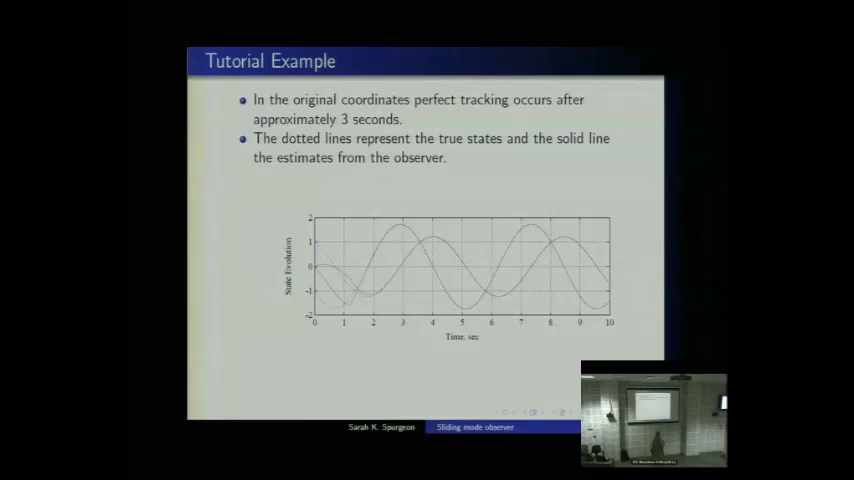 Tutorial Example
In the original coordinates perfect tracking occurs after
approximately 3 seconds.
The dotted lines represent the true states and the solid line
the estimates from the observer.
State Evolution
2
1
0
-1
-2
0 1 2 3 4 5 6 7 8 9 10
Time, sec
Sarah K. Spurgeon Sliding mode observer